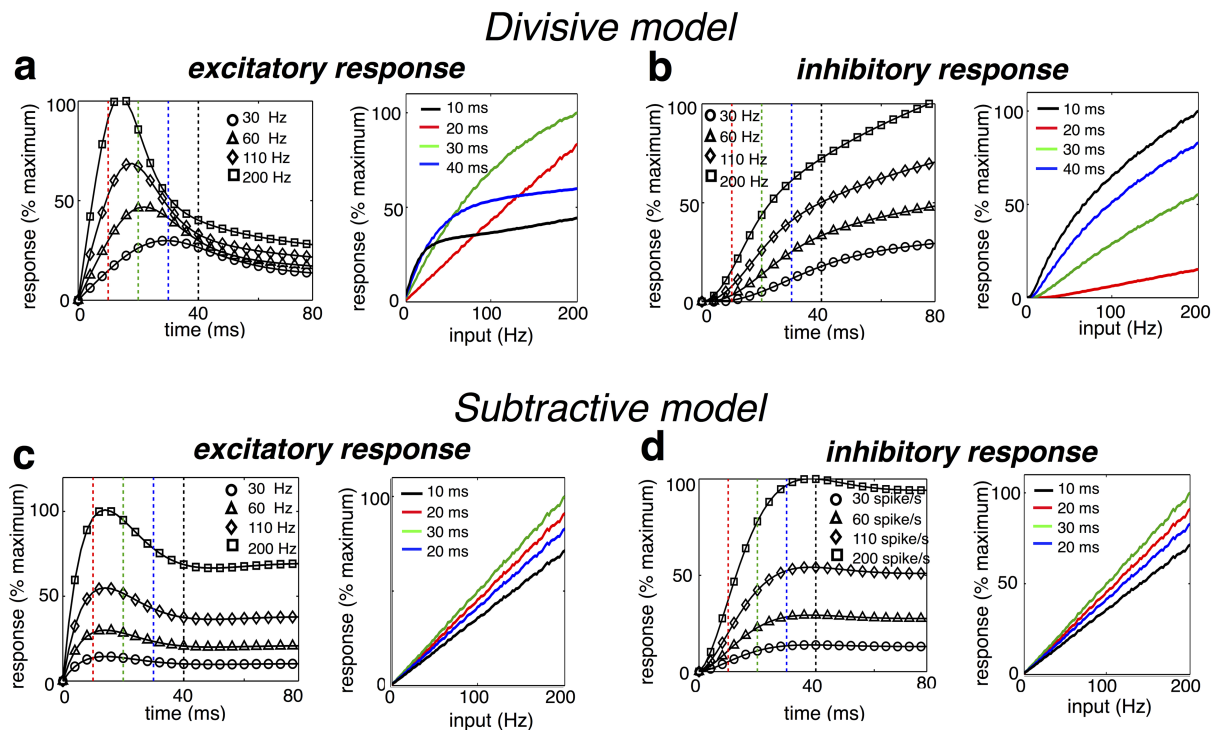 Divisive model
a
excitatory response
response (% maximum)
100
50
0
0
40
80
time (ms)
30 Hz
60 Hz
110 Hz
200 Hz
response (% maximum)
100
50
0
0
100
200
input (Hz)
10 ms
20 ms
30 ms
40 ms
b
inhibitory response
response (% maximum)
100
50
0
0
40
80
time (ms)
30 Hz
60 Hz
110 Hz
200 Hz
response (% maximum)
100
50
0
0
100
200
input (Hz)
10 ms
20 ms
30 ms
40 ms
Subtractive model
c
excitatory response
response (% maximum)
100
50
0
0
40
80
time (ms)
30 Hz
60 Hz
110 Hz
200 Hz
response (% maximum)
100
50
0
0
100
200
input (Hz)
10 ms
20 ms
30 ms
20 ms
d
inhibitory response
response (% maximum)
100
50
0
0
40
80
time (ms)
30 spike/s
60 spike/s
110 spike/s
200 spike/s
response (% maximum)
100
50
0
0
100
200
input (Hz)
10 ms
20 ms
30 ms
20 ms